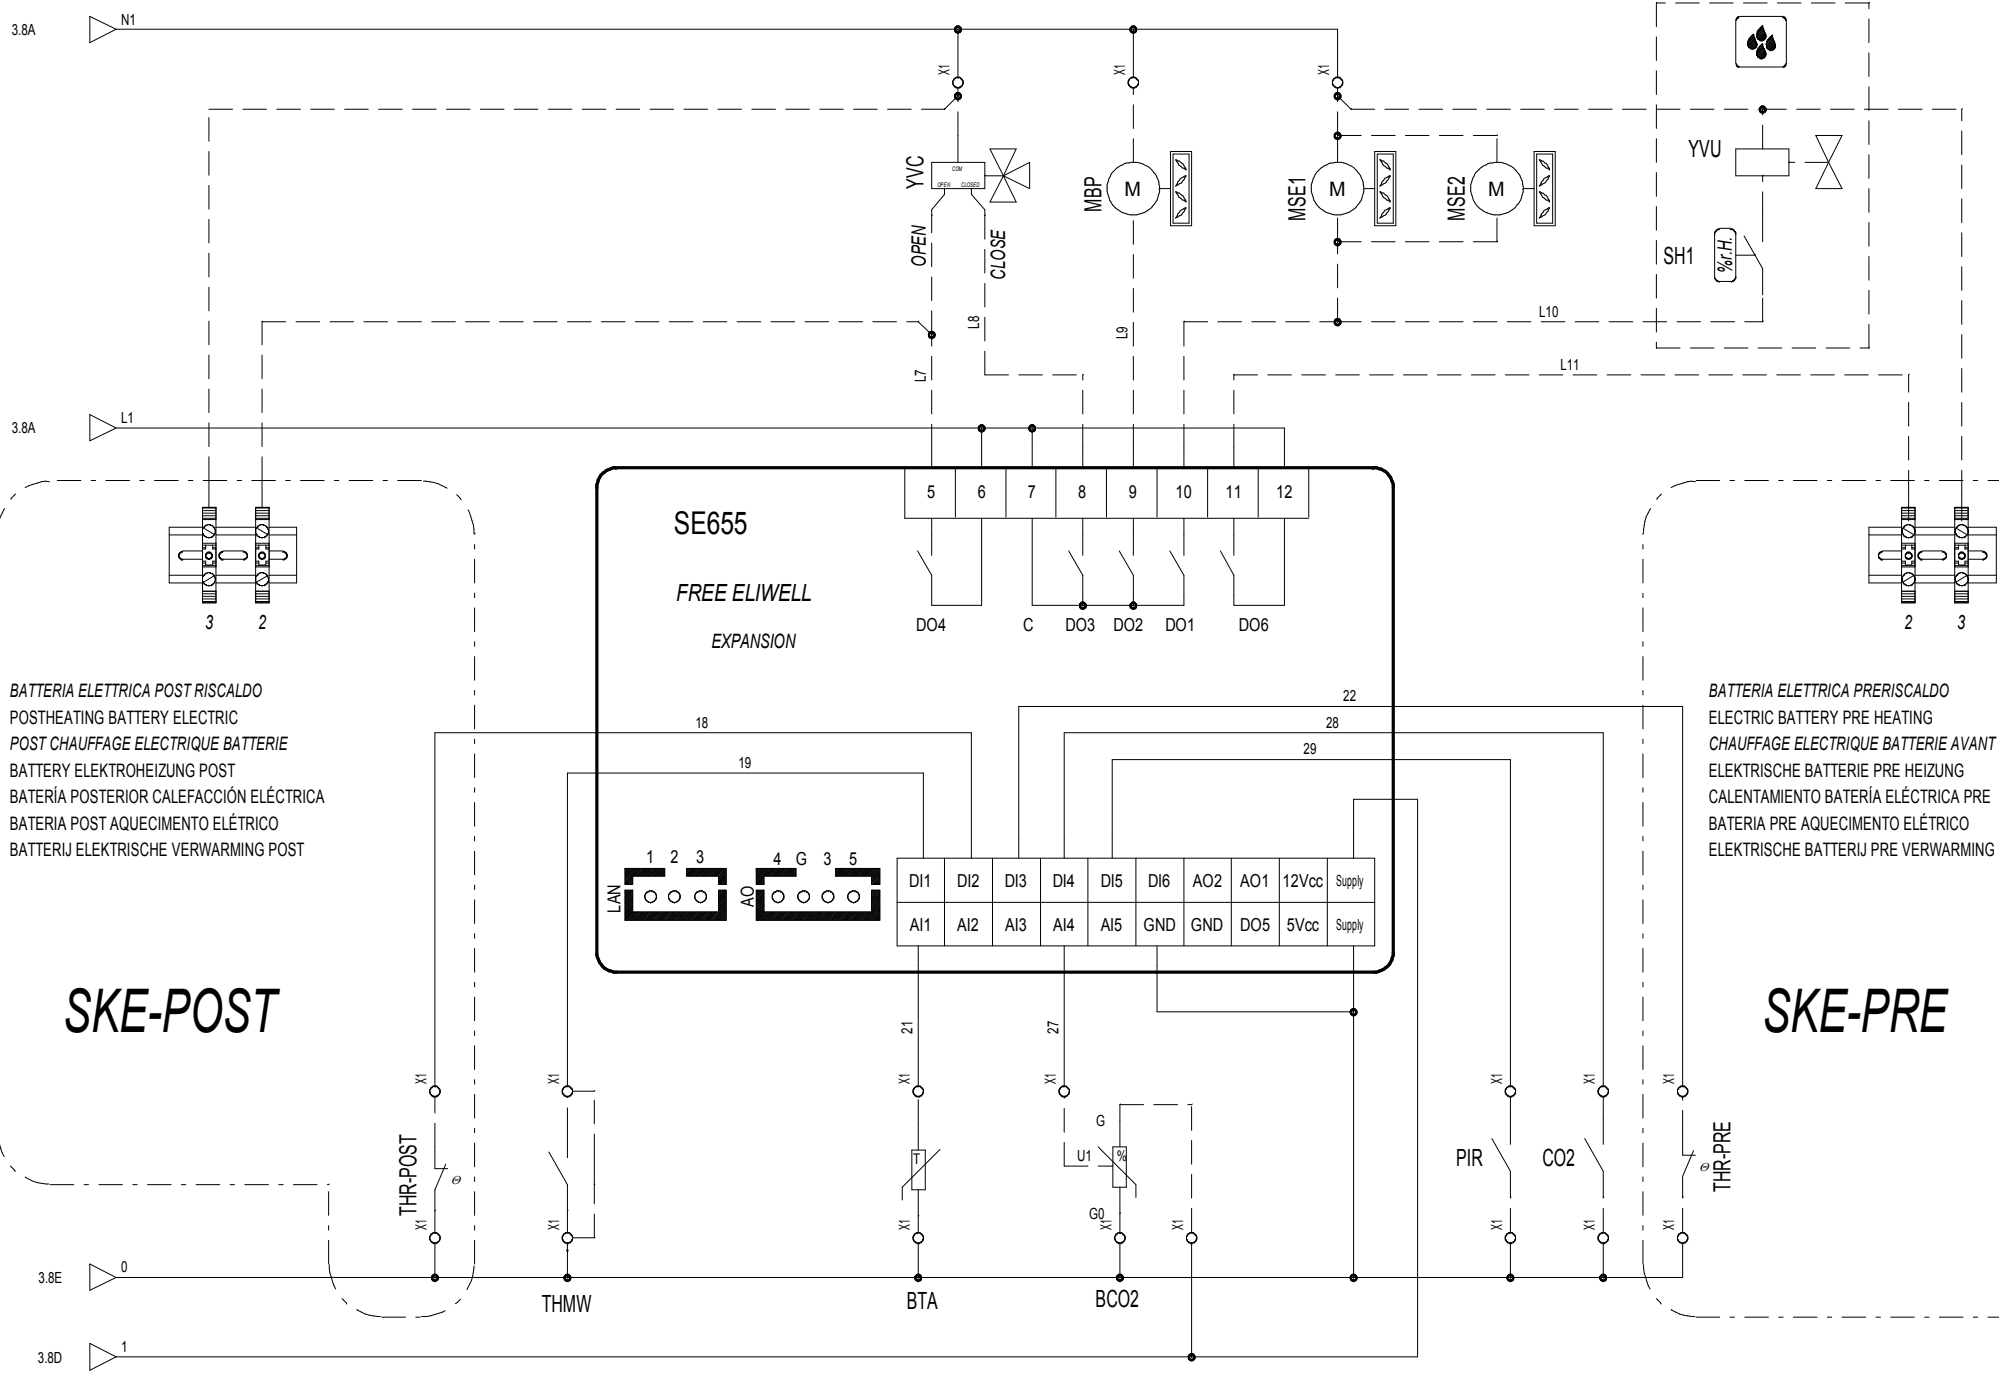 3.8A N1
X1 X1 X1
YVC COM OPEN CLOSED
OPEN CLOSE
MBP M
MSE1 M
MSE2 M
YVU
SH1 %r.H.
L10
L8
L9
L7
L11
3.8A L1
5 6 7 8 9 10 11 12
SE655
FREE ELIWELL
EXPANSION
DO4 C DO3 DO2 DO1 DO6
3 2
2 3
BATTERIA ELETTRICA POST RISCALDO
POSTHEATING BATTERY ELECTRIC
POST CHAUFFAGE ELECTRIQUE BATTERIE
BATTERY ELEKTROHEIZUNG POST
BATERÍA POSTERIOR CALEFACCIÓN ELÉCTRICA
BATERIA POST AQUECIMENTO ELÉTRICO
BATTERIJ ELEKTRISCHE VERWARMING POST
BATTERIA ELETTRICA PRERISCALDO
ELECTRIC BATTERY PRE HEATING
CHAUFFAGE ELECTRIQUE BATTERIE AVANT
ELEKTRISCHE BATTERIE PRE HEIZUNG
CALENTAMIENTO BATERÍA ELÉCTRICA PRE
BATERIA PRE AQUECIMENTO ELÉTRICO
ELEKTRISCHE BATTERIJ PRE VERWARMING
22
18 28
19 29
LAN 1 2 3
AO 4 G 3 5
DI1 DI2 DI3 DI4 DI5 DI6 AO2 AO1 12Vcc Supply
AI1 AI2 AI3 AI4 AI5 GND GND DO5 5Vcc Supply
SKE-POST
SKE-PRE
21 27
X1 X1 X1 X1 X1 X1 X1
THR-POST Θ
T
G
U1 %
G0
PIR CO2 Θ THR-PRE
X1 X1 X1 X1 X1 X1 X1 X1
3.8E 0
THMW BTA BCO2
3.8D 1